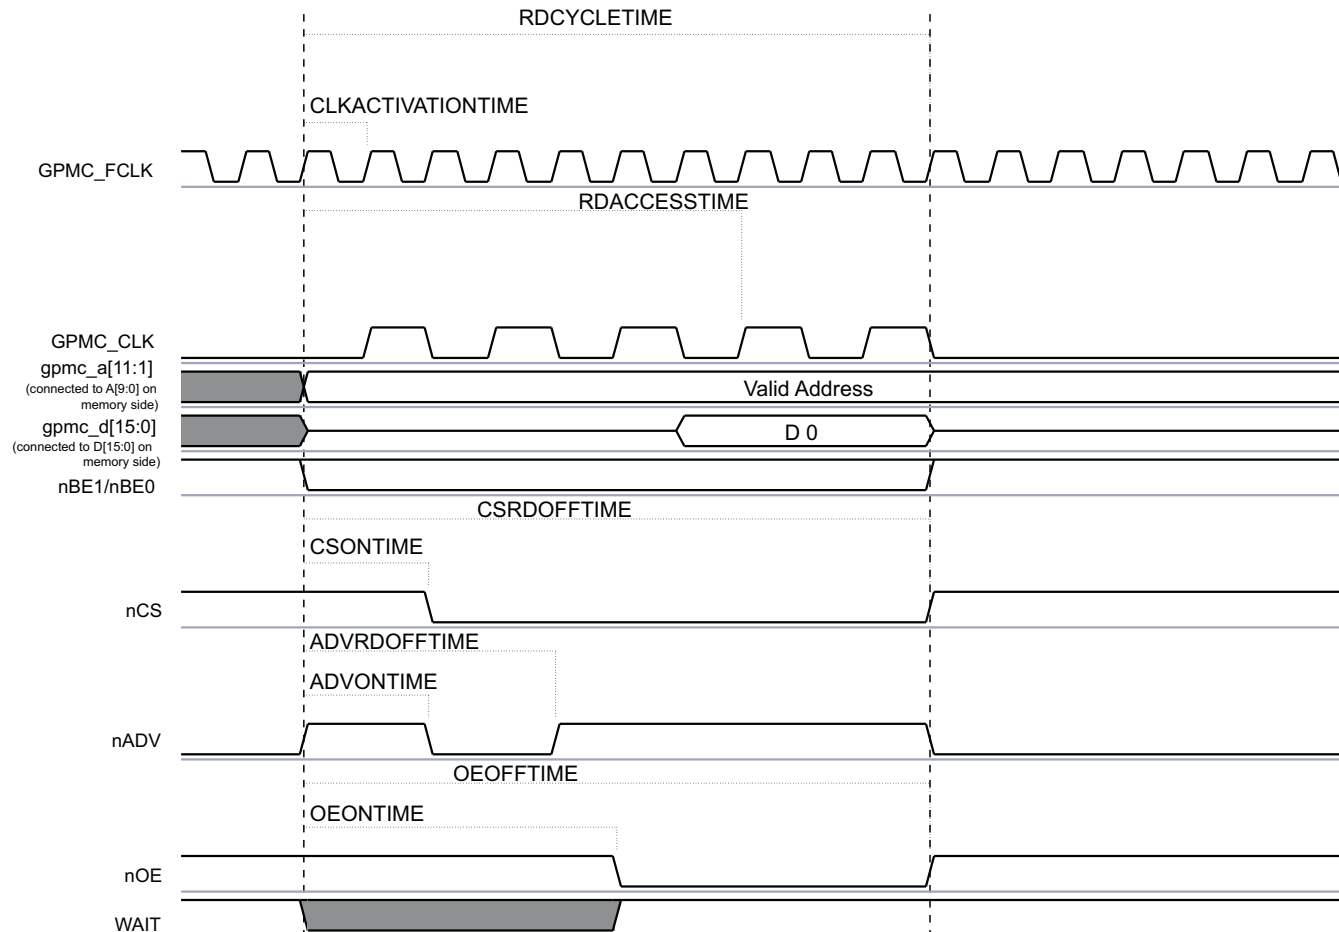 RDCYCLETIME
CLKACTIVATIONTIME
GPMC_FCLK
RDACCESSTIME
GPMC_CLK
gpmc_a[11:1]
(connected to A[9:0] on
memory side)
Valid Address
gpmc_d[15:0]
(connected to D[15:0] on
memory side)
D 0
nBE1/nBE0
CSRDOFFTIME
CSONTIME
nCS
ADVRDOFFTIME
ADVONTIME
nADV
OEOFFTIME
OEONTIME
nOE
WAIT